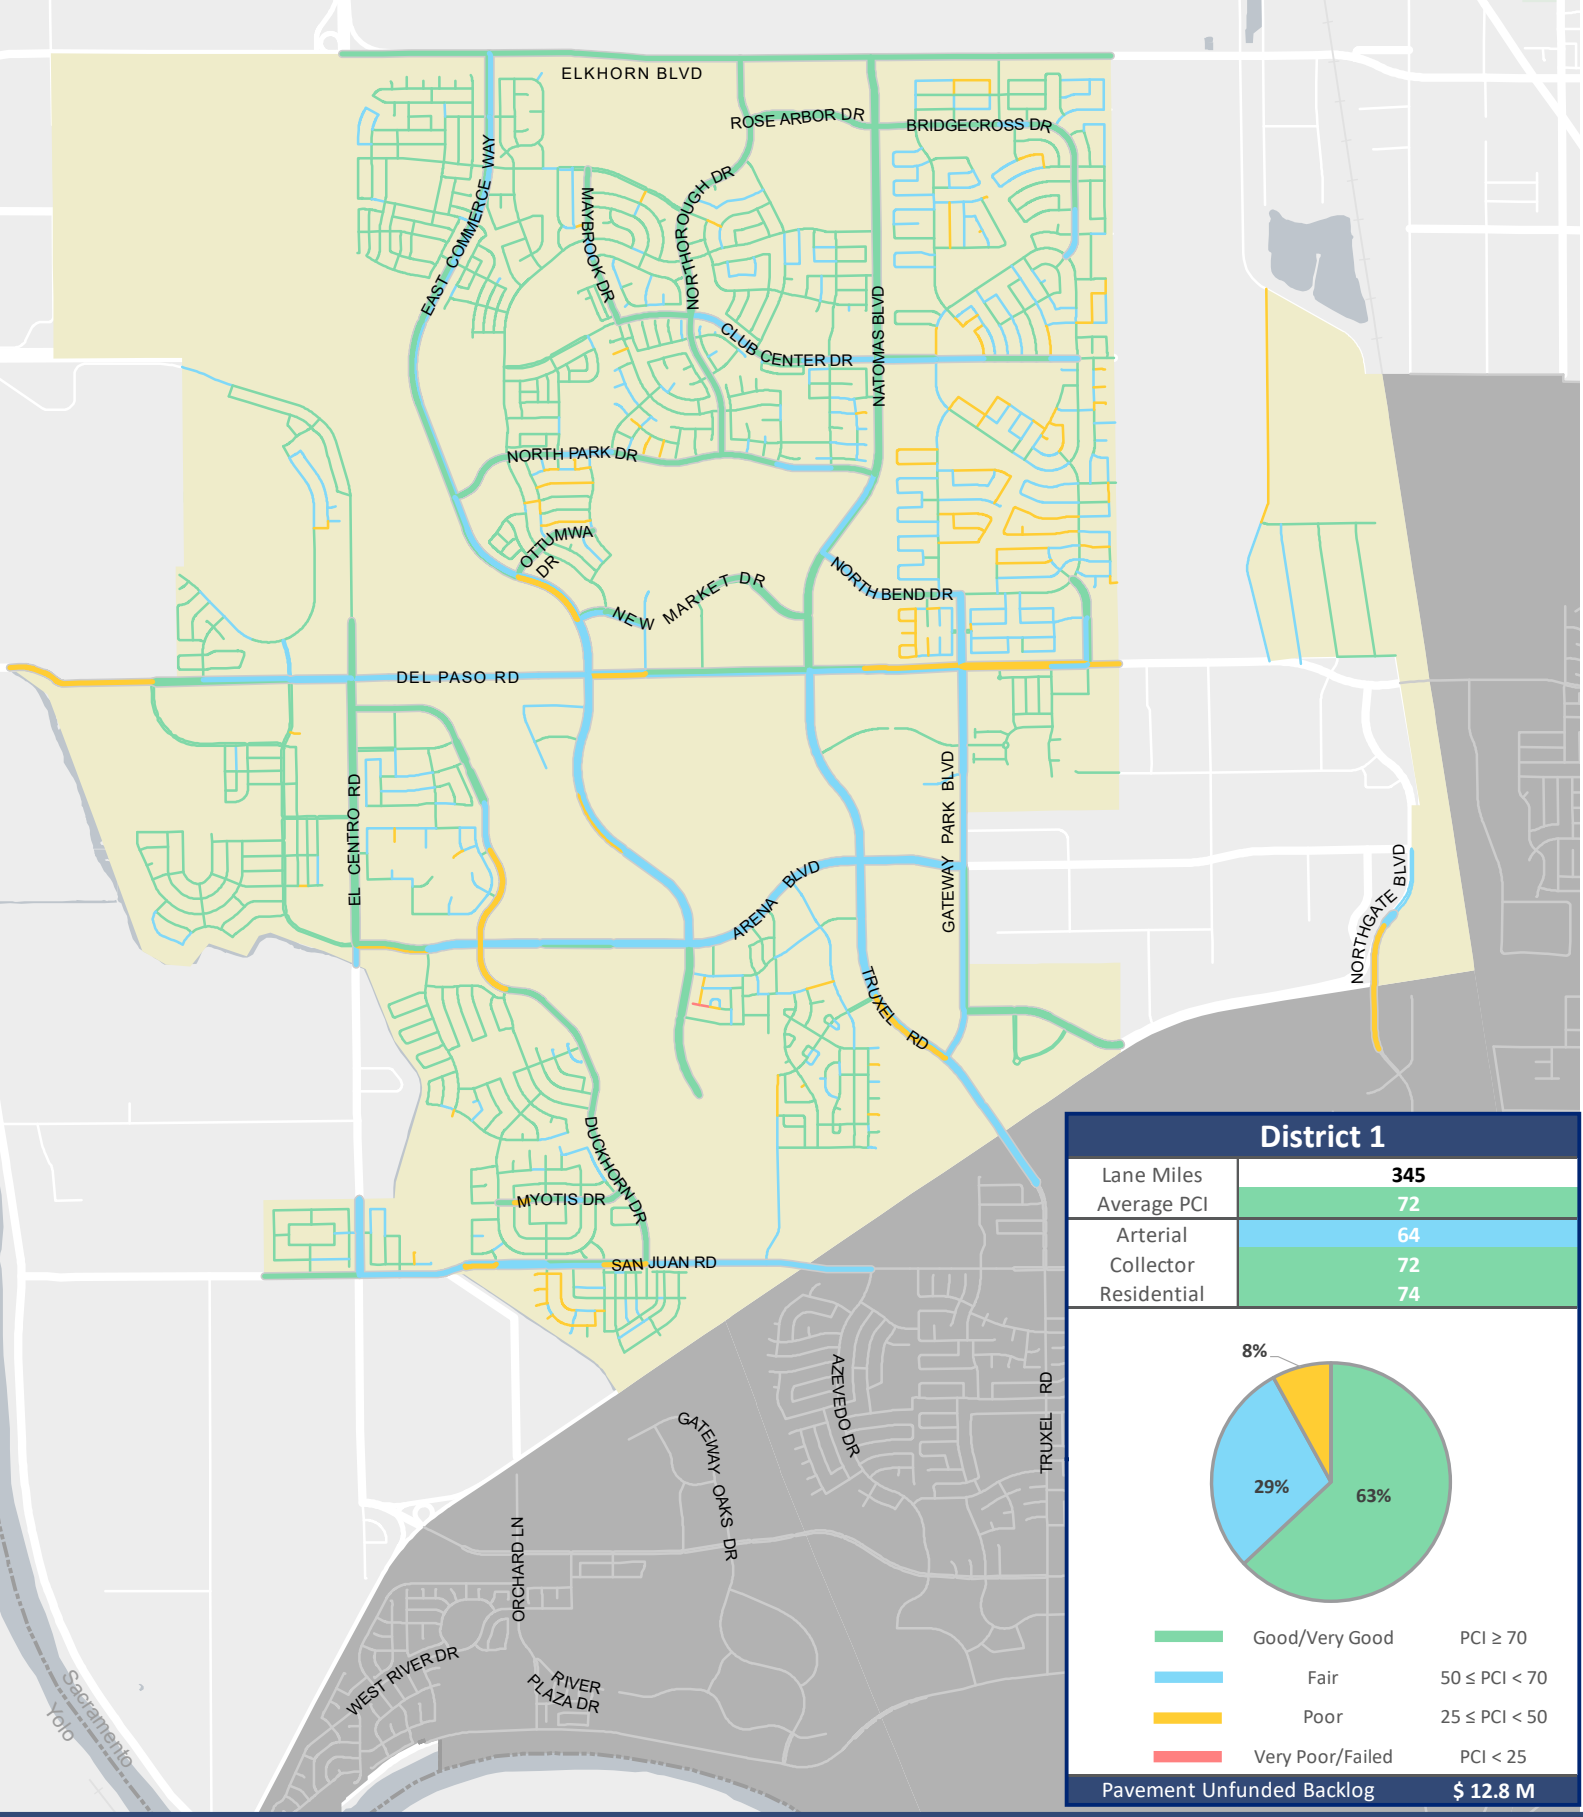 ELKHORN BLVD
ROSE ARBOR DR
BRIDGECROSS DR
EAST COMMERCE WAY
MAYBROOK DR
NORTHBOROUGH DR
CLUB CENTER DR
NATOMAS BLVD
NORTH PARK DR
OTTUMWA
DR
NEW MARKET DR
NORTH BEND DR
DEL PASO RD
EL CENTRO RD
GATEWAY PARK BLVD
ARENA BLVD
NORTHGATE BLVD
TRUXEL RD
DUCKHORN DR
MYOTIS DR
SAN JUAN RD
AZEVEDO DR
TRUXEL RD
GATEWAY OAKS DR
ORCHARD LN
WEST RIVER DR
RIVER
PLAZA DR
Sacramento
Yolo
District 1
Lane Miles 345
Average PCI 72
Arterial 64
Collector 72
Residential 74
8%
29%
63%
Good/Very Good PCI ≥ 70
Fair 50 ≤ PCI < 70
Poor 25 ≤ PCI < 50
Very Poor/Failed PCI < 25
Pavement Unfunded Backlog $ 12.8 M